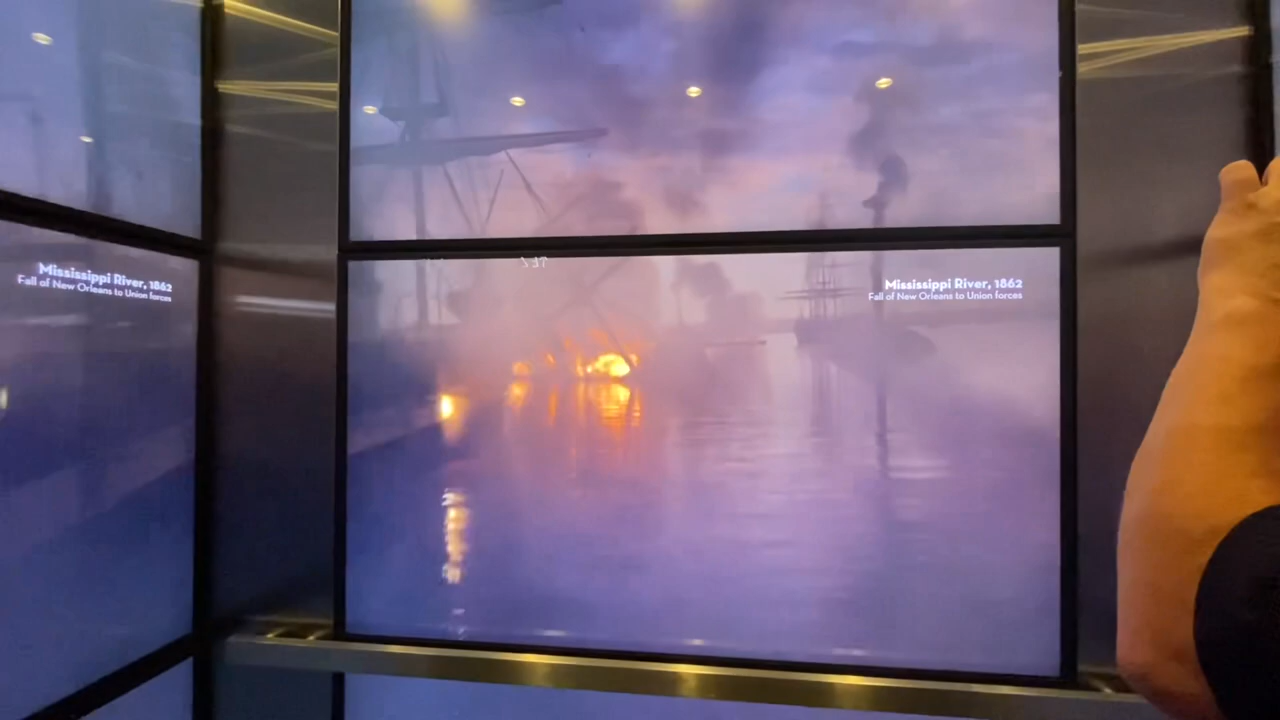 Mississippi River, 1862
Fall of New Orleans to Union forces
Mississippi River, 1862
Fall of New Orleans to Union forces